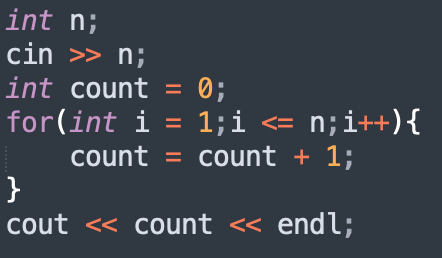 int n;
cin >> n;
int count = 0;
for(int i = 1;i <= n;i++){
    count = count + 1;
}
cout << count << endl;